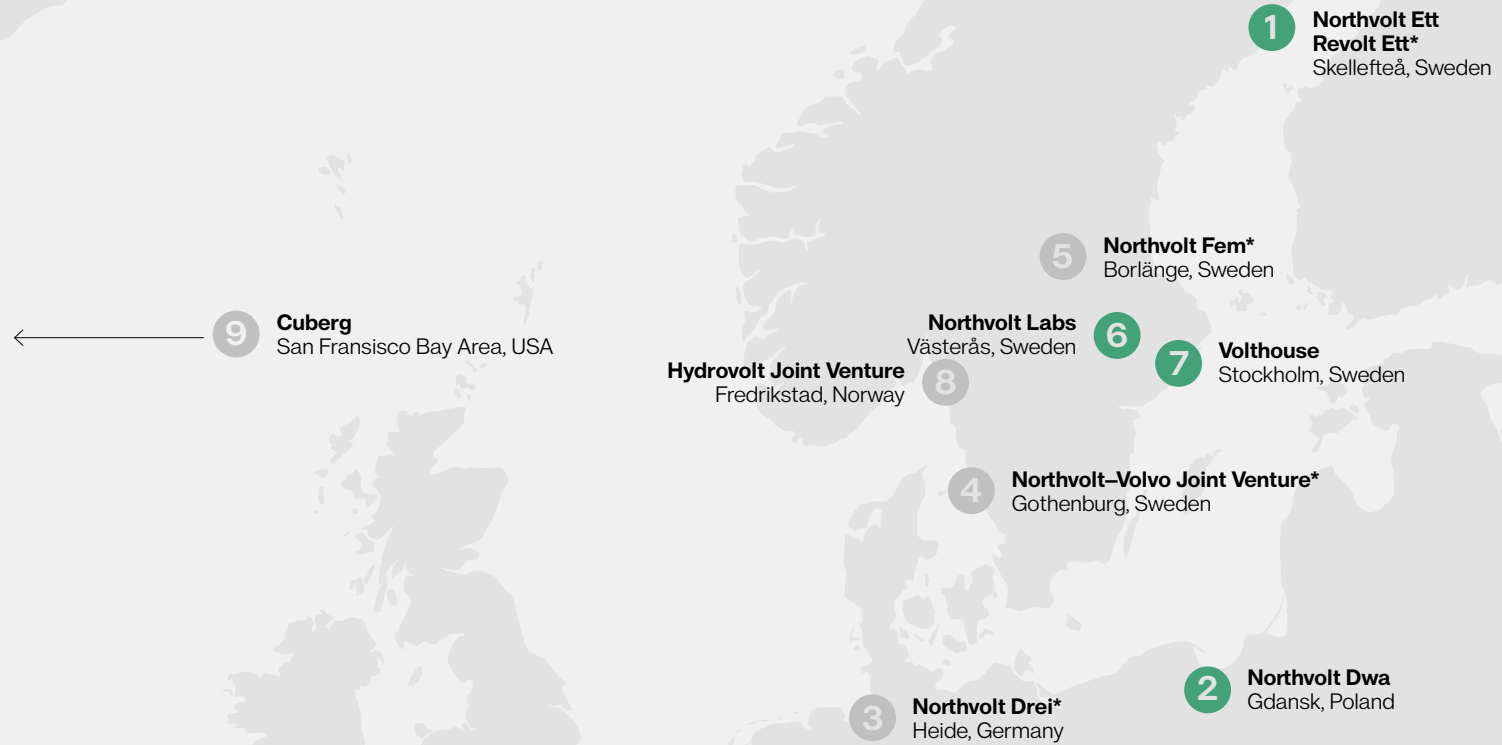 1
Northvolt Ett
Revolt Ett*
Skellefteå, Sweden
5
Northvolt Fem*
Borlänge, Sweden
9
Cuberg
San Fransisco Bay Area, USA
Northvolt Labs
Västerås, Sweden
6
7
Volthouse
Stockholm, Sweden
Hydrovolt Joint Venture
Fredrikstad, Norway
8
4
Northvolt–Volvo Joint Venture*
Gothenburg, Sweden
2
Northvolt Dwa
Gdansk, Poland
3
Northvolt Drei*
Heide, Germany